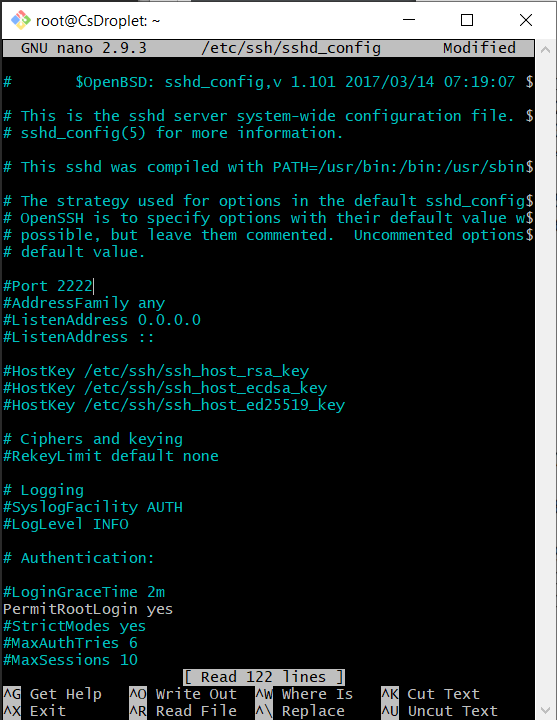 root@CsDroplet: ~
GNU nano 2.9.3 /etc/ssh/sshd_config Modified
# $OpenBSD: sshd_config,v 1.101 2017/03/14 07:19:07 $
# This is the sshd server system-wide configuration file. $
# sshd_config(5) for more information.
# This sshd was compiled with PATH=/usr/bin:/bin:/usr/sbin$
# The strategy used for options in the default sshd_config$
# OpenSSH is to specify options with their default value w$
# possible, but leave them commented.  Uncommented options$
# default value.
#Port 2222
#AddressFamily any
#ListenAddress 0.0.0.0
#ListenAddress ::
#HostKey /etc/ssh/ssh_host_rsa_key
#HostKey /etc/ssh/ssh_host_ecdsa_key
#HostKey /etc/ssh/ssh_host_ed25519_key
# Ciphers and keying
#RekeyLimit default none
# Logging
#SyslogFacility AUTH
#LogLevel INFO
# Authentication:
#LoginGraceTime 2m
PermitRootLogin yes
#StrictModes yes
#MaxAuthTries 6
#MaxSessions 10
[ Read 122 lines ]
^G Get Help ^O Write Out ^W Where Is ^K Cut Text
^X Exit ^R Read File ^\ Replace ^U Uncut Text